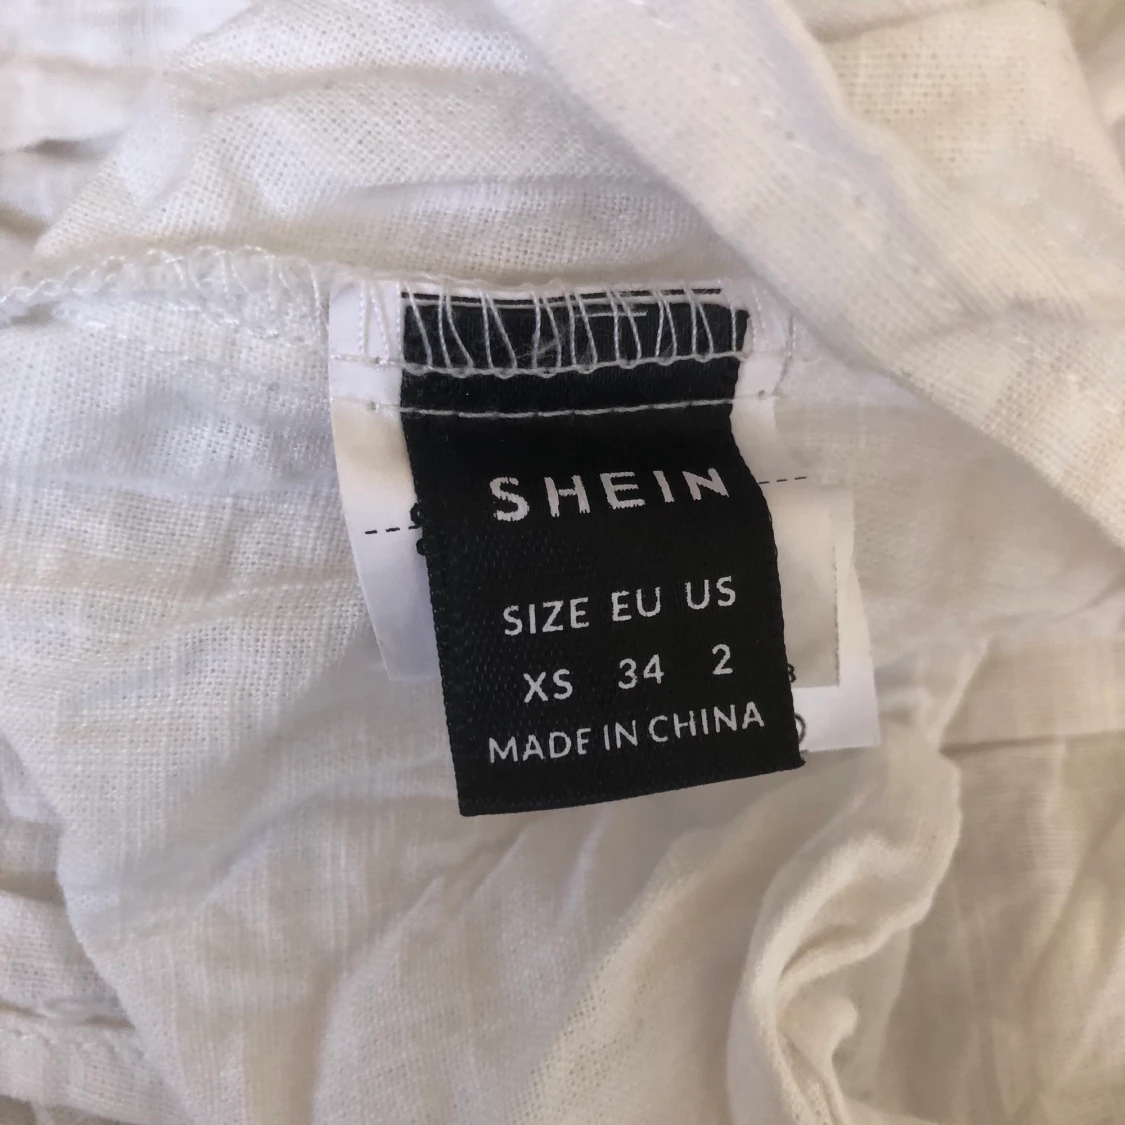 SHEIN
SIZE EU US
XS 34 2
MADE IN CHINA